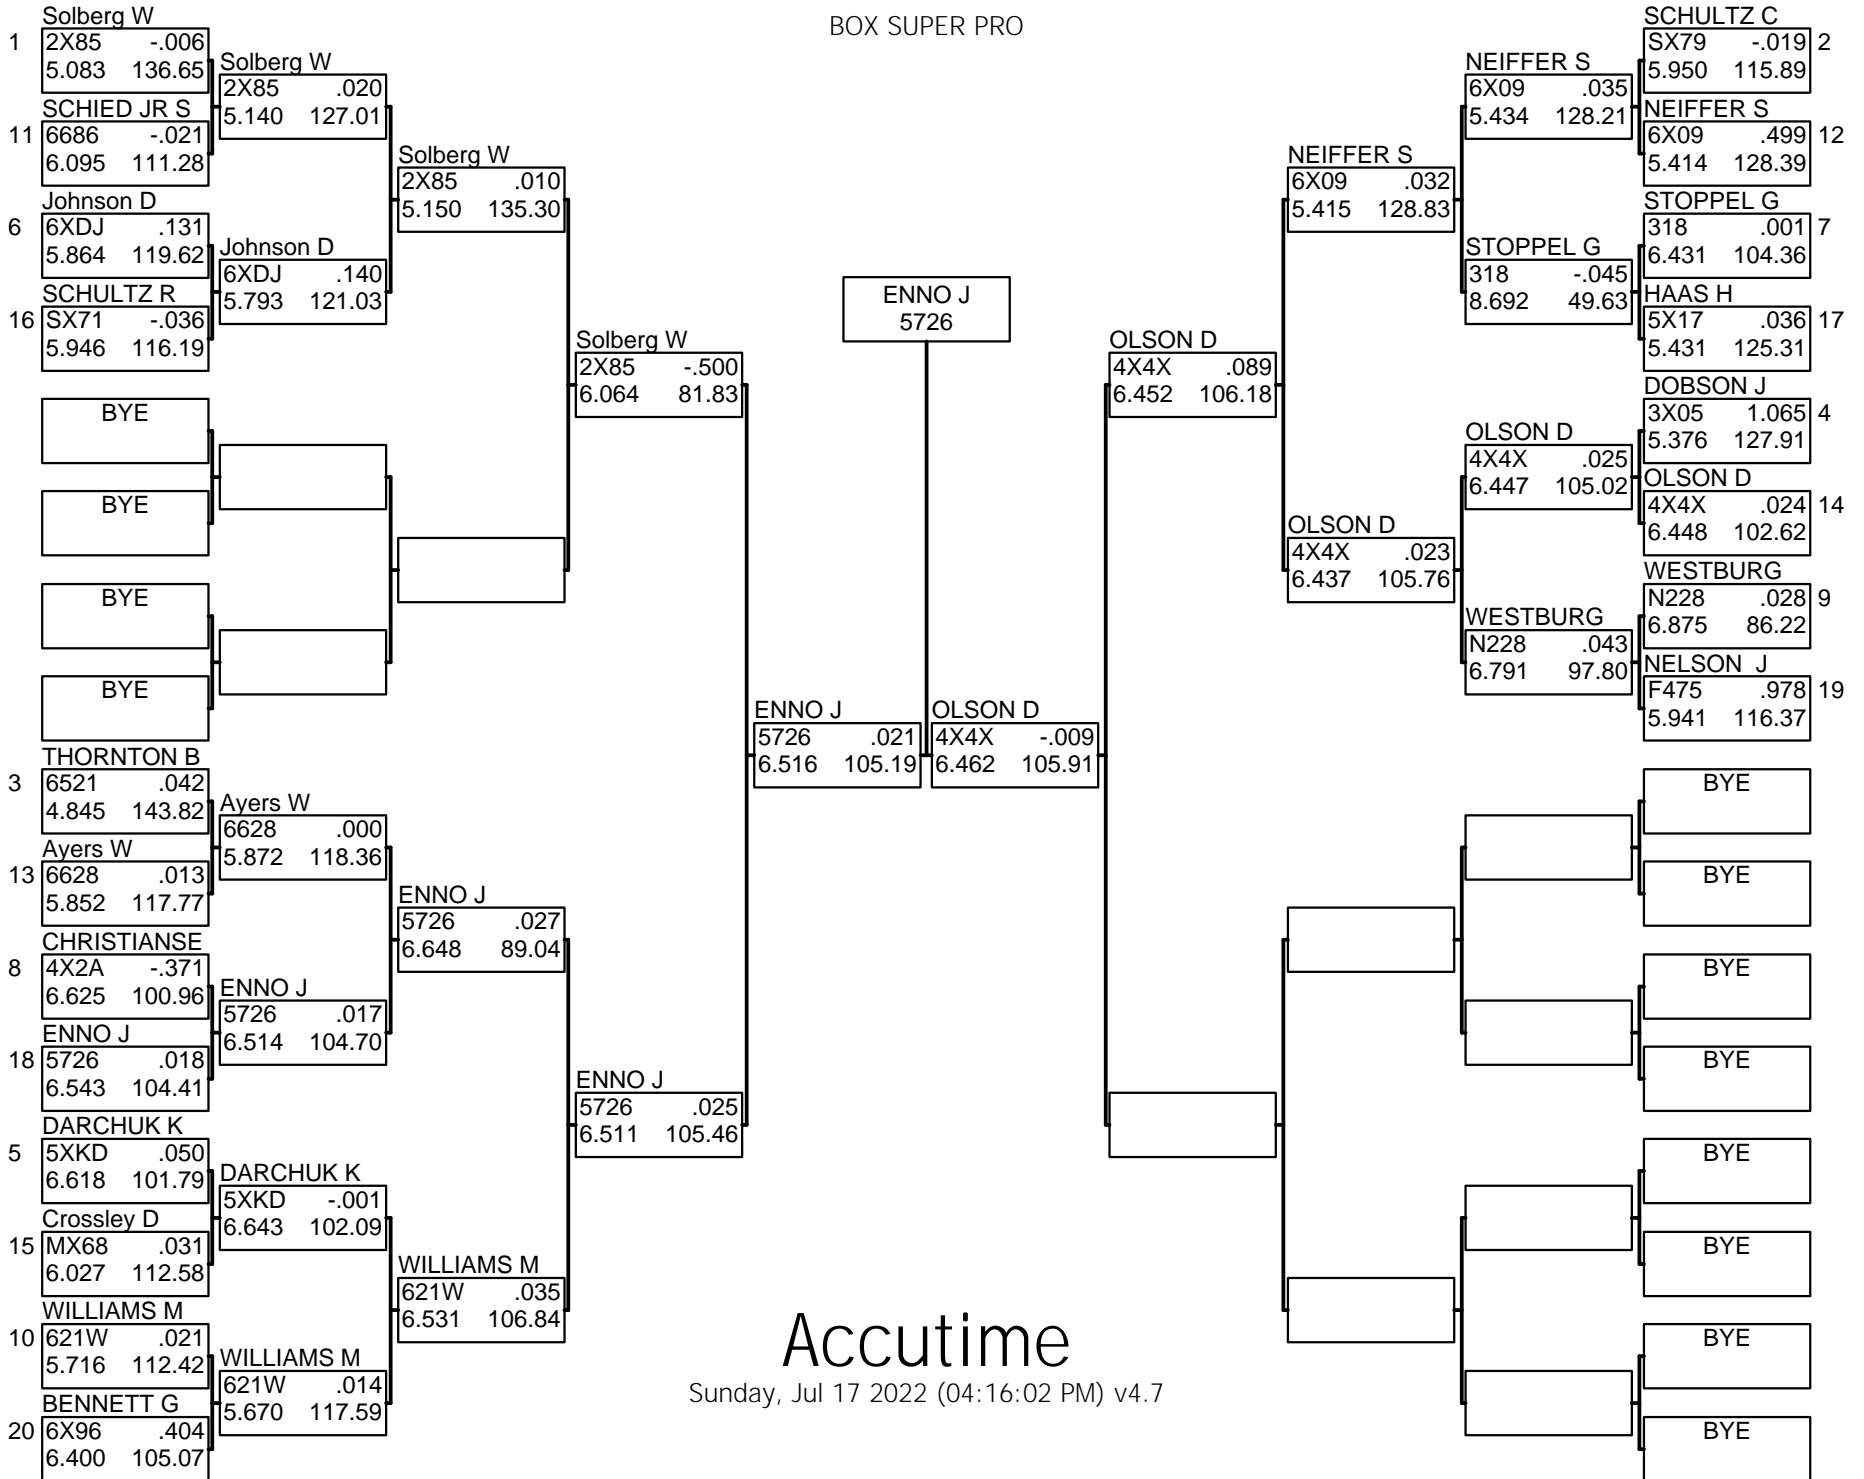 BOX SUPER PRO
Solberg W
1 2X85 -.006
5.083 136.65
SCHIED JR S
11 6686 -.021
6.095 111.28
Johnson D
6 6XDJ .131
5.864 119.62
SCHULTZ R
16 SX71 -.036
5.946 116.19
BYE
BYE
BYE
BYE
THORNTON B
3 6521 .042
4.845 143.82
Ayers W
13 6628 .013
5.852 117.77
CHRISTIANSE
8 4X2A -.371
6.625 100.96
ENNO J
18 5726 .018
6.543 104.41
DARCHUK K
5 5XKD .050
6.618 101.79
Crossley D
15 MX68 .031
6.027 112.58
WILLIAMS M
10 621W .021
5.716 112.42
BENNETT G
20 6X96 .404
6.400 105.07
Solberg W
2X85 .020
5.140 127.01
Johnson D
6XDJ .140
5.793 121.03
Ayers W
6628 .000
5.872 118.36
ENNO J
5726 .017
6.514 104.70
DARCHUK K
5XKD -.001
6.643 102.09
WILLIAMS M
621W .014
5.670 117.59
Solberg W
2X85 .010
5.150 135.30
ENNO J
5726 .027
6.648 89.04
WILLIAMS M
621W .035
6.531 106.84
Solberg W
2X85 -.500
6.064 81.83
ENNO J
5726 .025
6.511 105.46
ENNO J
5726 .021
6.516 105.19
ENNO J
5726
OLSON D
4X4X -.009
6.462 105.91
OLSON D
4X4X .089
6.452 106.18
NEIFFER S
6X09 .032
5.415 128.83
OLSON D
4X4X .023
6.437 105.76
NEIFFER S
6X09 .035
5.434 128.21
STOPPEL G
318 -.045
8.692 49.63
OLSON D
4X4X .025
6.447 105.02
WESTBURG
N228 .043
6.791 97.80
SCHULTZ C
SX79 -.019 2
5.950 115.89
NEIFFER S
6X09 .499 12
5.414 128.39
STOPPEL G
318 .001 7
6.431 104.36
HAAS H
5X17 .036 17
5.431 125.31
DOBSON J
3X05 1.065 4
5.376 127.91
OLSON D
4X4X .024 14
6.448 102.62
WESTBURG
N228 .028 9
6.875 86.22
NELSON J
F475 .978 19
5.941 116.37
BYE
BYE
BYE
BYE
BYE
BYE
BYE
BYE
Accutime
Sunday, Jul 17 2022 (04:16:02 PM) v4.7